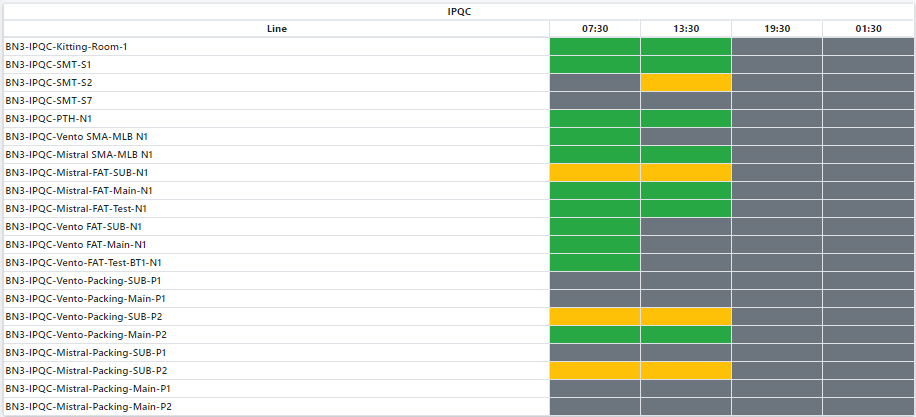 IPQC
Line 07:30 13:30 19:30 01:30
BN3-IPQC-Kitting-Room-1
BN3-IPQC-SMT-S1
BN3-IPQC-SMT-S2
BN3-IPQC-SMT-S7
BN3-IPQC-PTH-N1
BN3-IPQC-Vento SMA-MLB N1
BN3-IPQC-Mistral SMA-MLB N1
BN3-IPQC-Mistral-FAT-SUB-N1
BN3-IPQC-Mistral-FAT-Main-N1
BN3-IPQC-Mistral-FAT-Test-N1
BN3-IPQC-Vento FAT-SUB-N1
BN3-IPQC-Vento FAT-Main-N1
BN3-IPQC-Vento-FAT-Test-BT1-N1
BN3-IPQC-Vento-Packing-SUB-P1
BN3-IPQC-Vento-Packing-Main-P1
BN3-IPQC-Vento-Packing-SUB-P2
BN3-IPQC-Vento-Packing-Main-P2
BN3-IPQC-Mistral-Packing-SUB-P1
BN3-IPQC-Mistral-Packing-SUB-P2
BN3-IPQC-Mistral-Packing-Main-P1
BN3-IPQC-Mistral-Packing-Main-P2